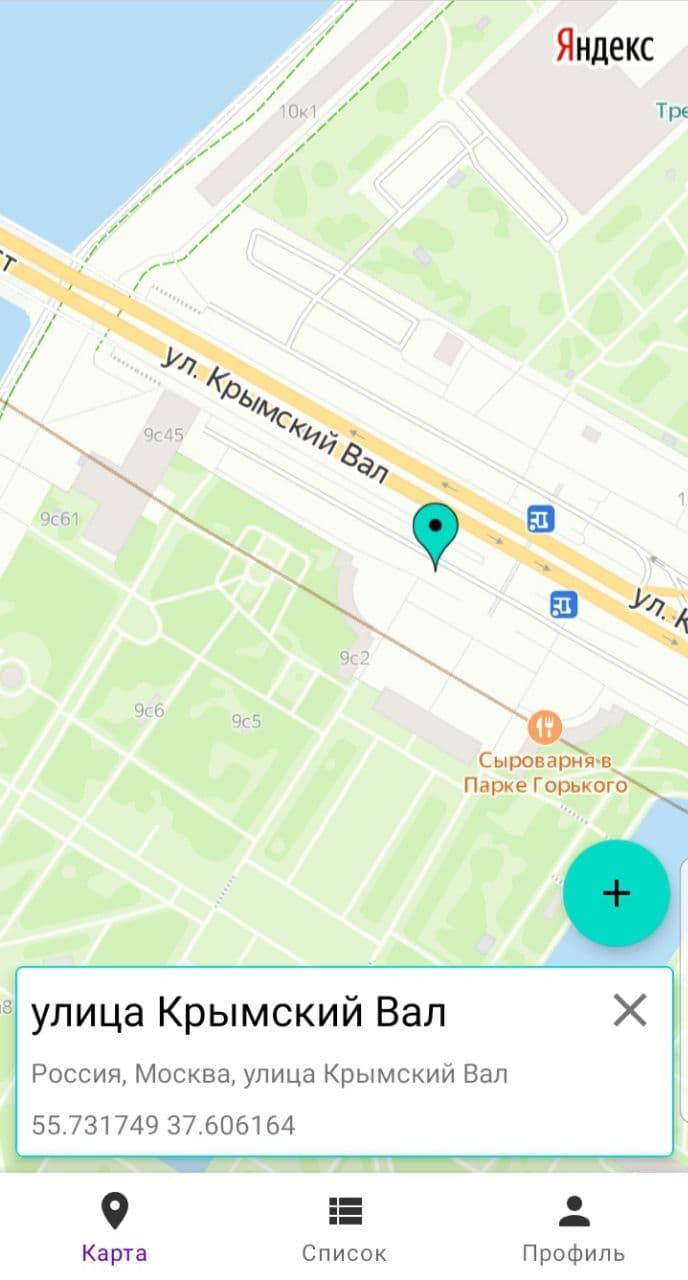 Яндекс
10к1
Тре
ст
ул. Крымский Вал
9с45
9с61
ул. К
9с2
9с6
9с5
Сыроварня в
Парке Горького
улица Крымский Вал
Россия, Москва, улица Крымский Вал
55.731749 37.606164
Карта
Список
Профиль